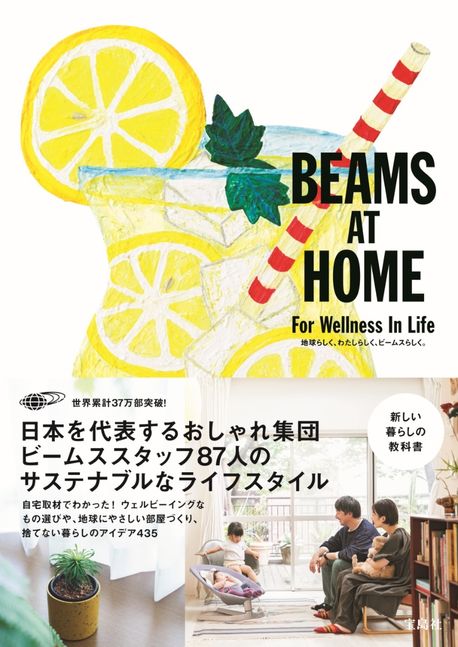 BEAMS
AT
HOME
For Wellness In Life
地球らしく、わたしらしく、ビームスらしく。
世界累計37万部突破!
日本を代表するおしゃれ集団
ビームススタッフ87人の
サステナブルなライフスタイル
自宅取材でわかった! ウェルビーイングな
もの選びや、地球にやさしい部屋づくり、
捨てない暮らしのアイデア435
新しい
暮らしの
教科書
宝島社